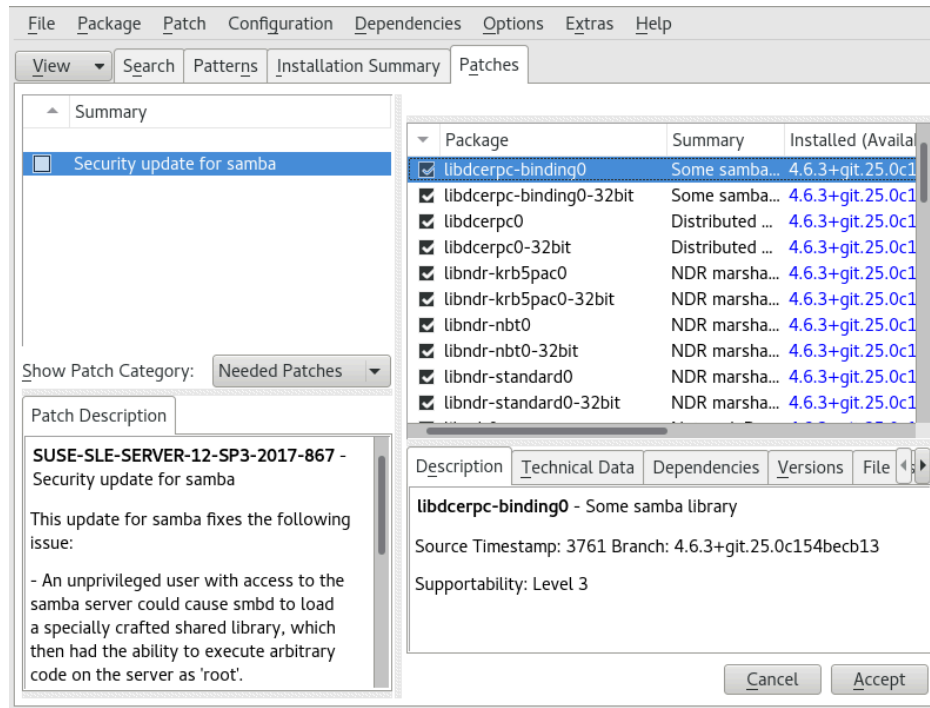 File Package Patch Configuration Dependencies Options Extras Help
View Search Patterns Installation Summary Patches
Summary
Security update for samba
Show Patch Category: Needed Patches
Patch Description
SUSE-SLE-SERVER-12-SP3-2017-867 -
Security update for samba
This update for samba fixes the following
issue:
- An unprivileged user with access to the
samba server could cause smbd to load
a specially crafted shared library, which
then had the ability to execute arbitrary
code on the server as 'root'.
Package Summary Installed (Availal
libdcerpc-binding0 Some samba... 4.6.3+git.25.0c1
libdcerpc-binding0-32bit Some samba... 4.6.3+git.25.0c1
libdcerpc0 Distributed ... 4.6.3+git.25.0c1
libdcerpc0-32bit Distributed ... 4.6.3+git.25.0c1
libndr-krb5pac0 NDR marsha... 4.6.3+git.25.0c1
libndr-krb5pac0-32bit NDR marsha... 4.6.3+git.25.0c1
libndr-nbt0 NDR marsha... 4.6.3+git.25.0c1
libndr-nbt0-32bit NDR marsha... 4.6.3+git.25.0c1
libndr-standard0 NDR marsha... 4.6.3+git.25.0c1
libndr-standard0-32bit NDR marsha... 4.6.3+git.25.0c1
Description Technical Data Dependencies Versions File
libdcerpc-binding0 - Some samba library
Source Timestamp: 3761 Branch: 4.6.3+git.25.0c154becb13
Supportability: Level 3
Cancel Accept